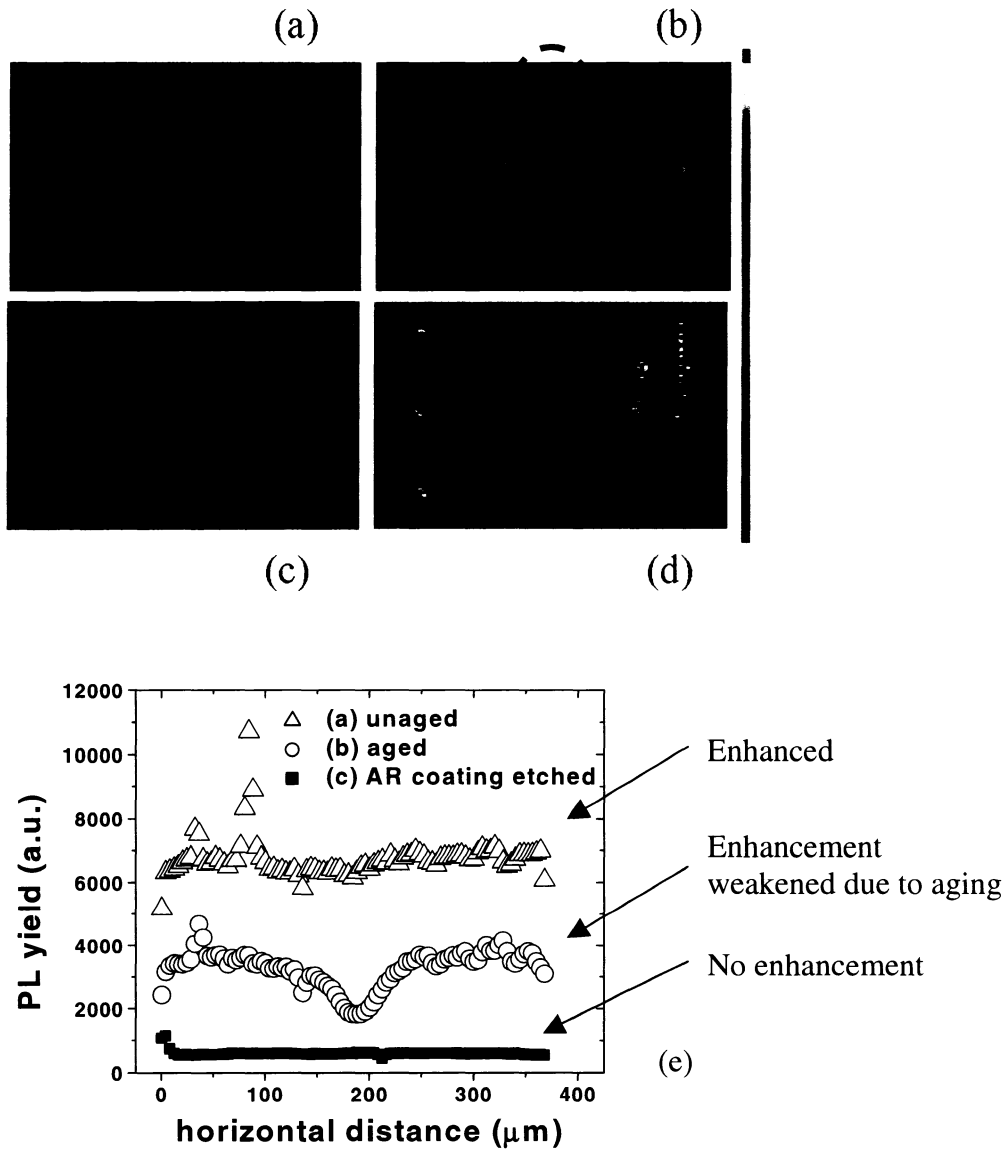 (a)
(b)
(c)
(d)
12000
10000
8000
6000
4000
2000
0
PL yield (a.u.)
(a) unaged
(b) aged
(c) AR coating etched
Enhanced
Enhancement
weakened due to aging
No enhancement
(e)
0
100
200
300
400
horizontal distance (μm)